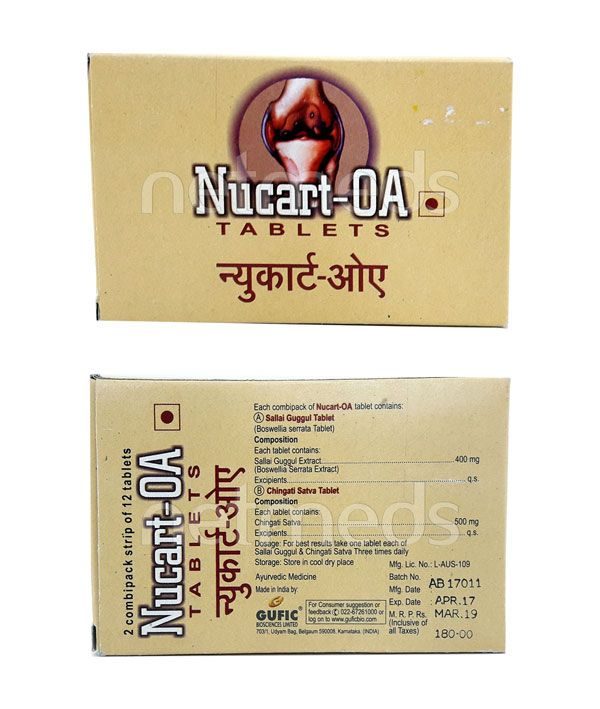 Nucart-OA
TABLETS
न्युकार्ट-ओए
netmeds
2 combipack strip of 12 tablets
Nucart-OA
TABLETS
न्युकार्ट-ओए
Each combipack of Nucart-OA tablet contains:
A Sallai Guggul Tablet
(Boswellia serrata Tablet)
Composition
Each tablet contains:
Sallai Guggul Extract 400 mg
(Boswellia Serrata Extract)
Excipients q.s.
B Chingati Satva Tablet
Composition
Each tablet contains:
Chingati Satva 500 mg
Excipients q.s.
Dosage: For best results take one tablet each of
Sallai Guggul & Chingati Satva Three times daily
Storage: Store in cool dry place
Mfg. Lic. No.: L-AUS-109
Ayurvedic Medicine
Batch No. AB 17011
Mfg. Date APR.17
Exp. Date MAR.19
M. R. P. Rs. 180-00
(Inclusive of
all Taxes)
Made in India by:
GUFIC®
BIOSCIENCES LIMITED
For Consumer suggestion or
feedback 022-67261000 or
log on to www.guficbio.com
703/1, Udyam Bag, Belgaum 590008, Karnataka. (INDIA)
netmeds